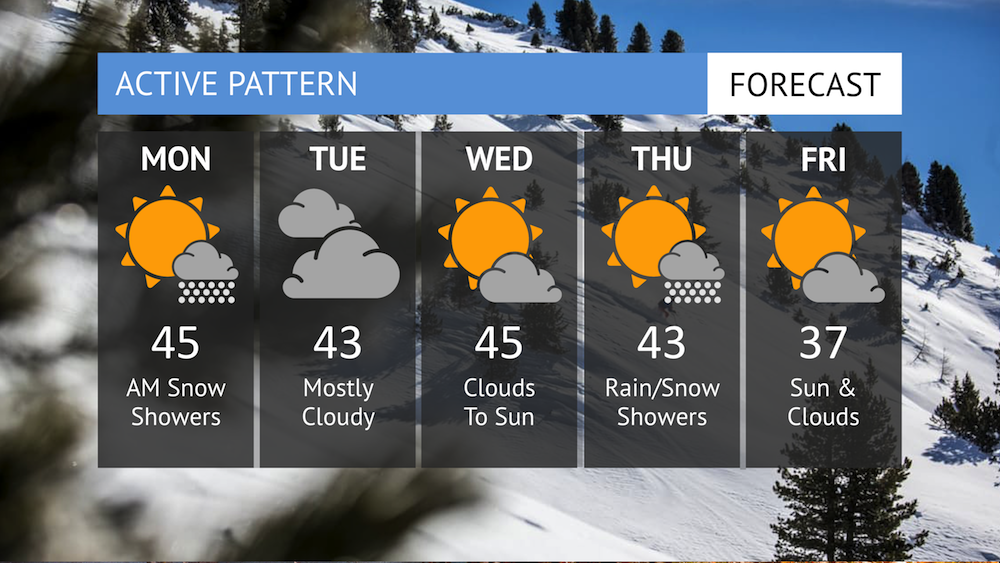 ACTIVE PATTERN
FORECAST
MON
TUE
WED
THU
FRI
45
43
45
43
37
AM Snow
Showers
Mostly
Cloudy
Clouds
To Sun
Rain/Snow
Showers
Sun &
Clouds